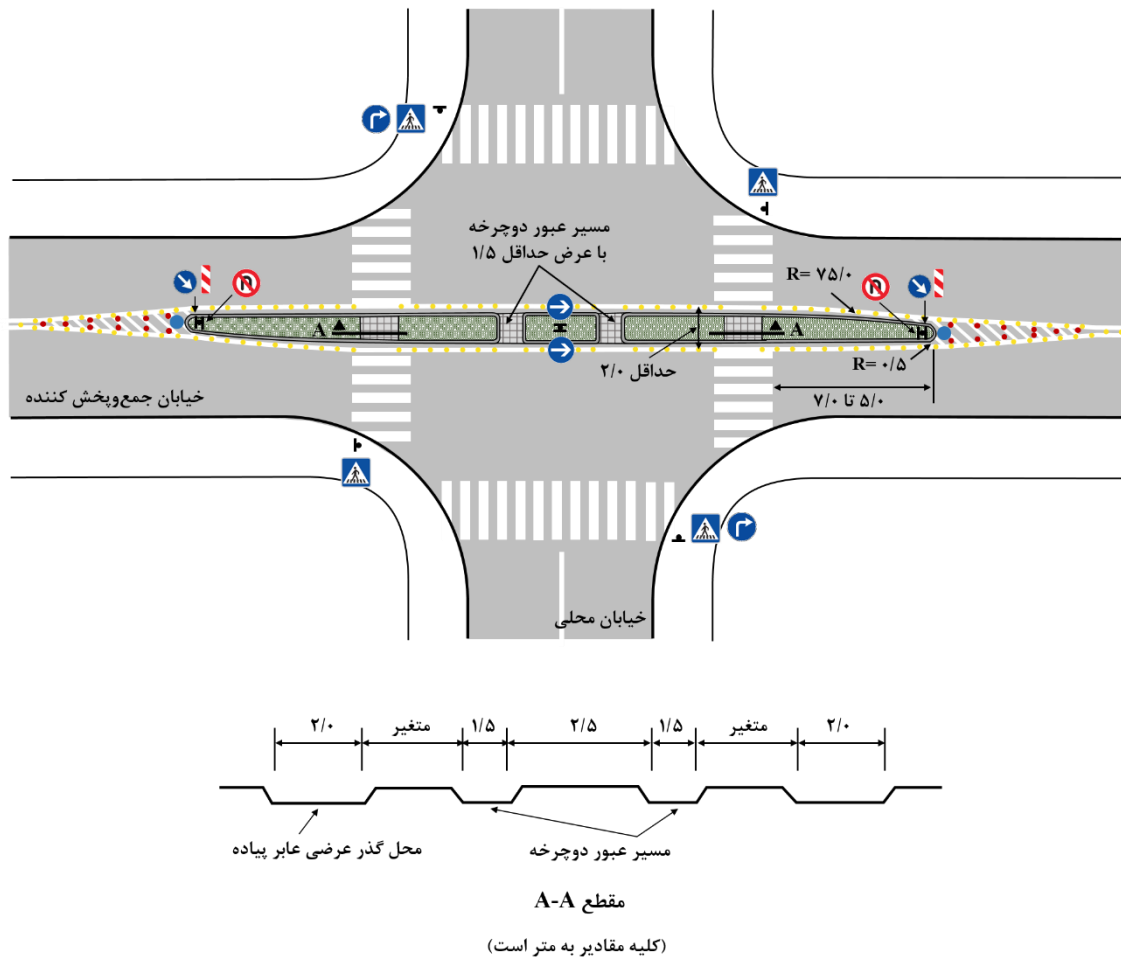 مسیر عبور دوچرخه
با عرض حداقل ۱/۵
R= ۷۵/۰
A
A
حداقل ۲/۰
R= ۰/۵
۵/۰ تا ۷/۰
خیابان جمع‌وپخش کننده
خیابان محلی
۲/۰
متغیر
۱/۵
۲/۵
۱/۵
متغیر
۲/۰
محل گذر عرضی عابر پیاده
مسیر عبور دوچرخه
مقطع A-A
(کلیه مقادیر به متر است)